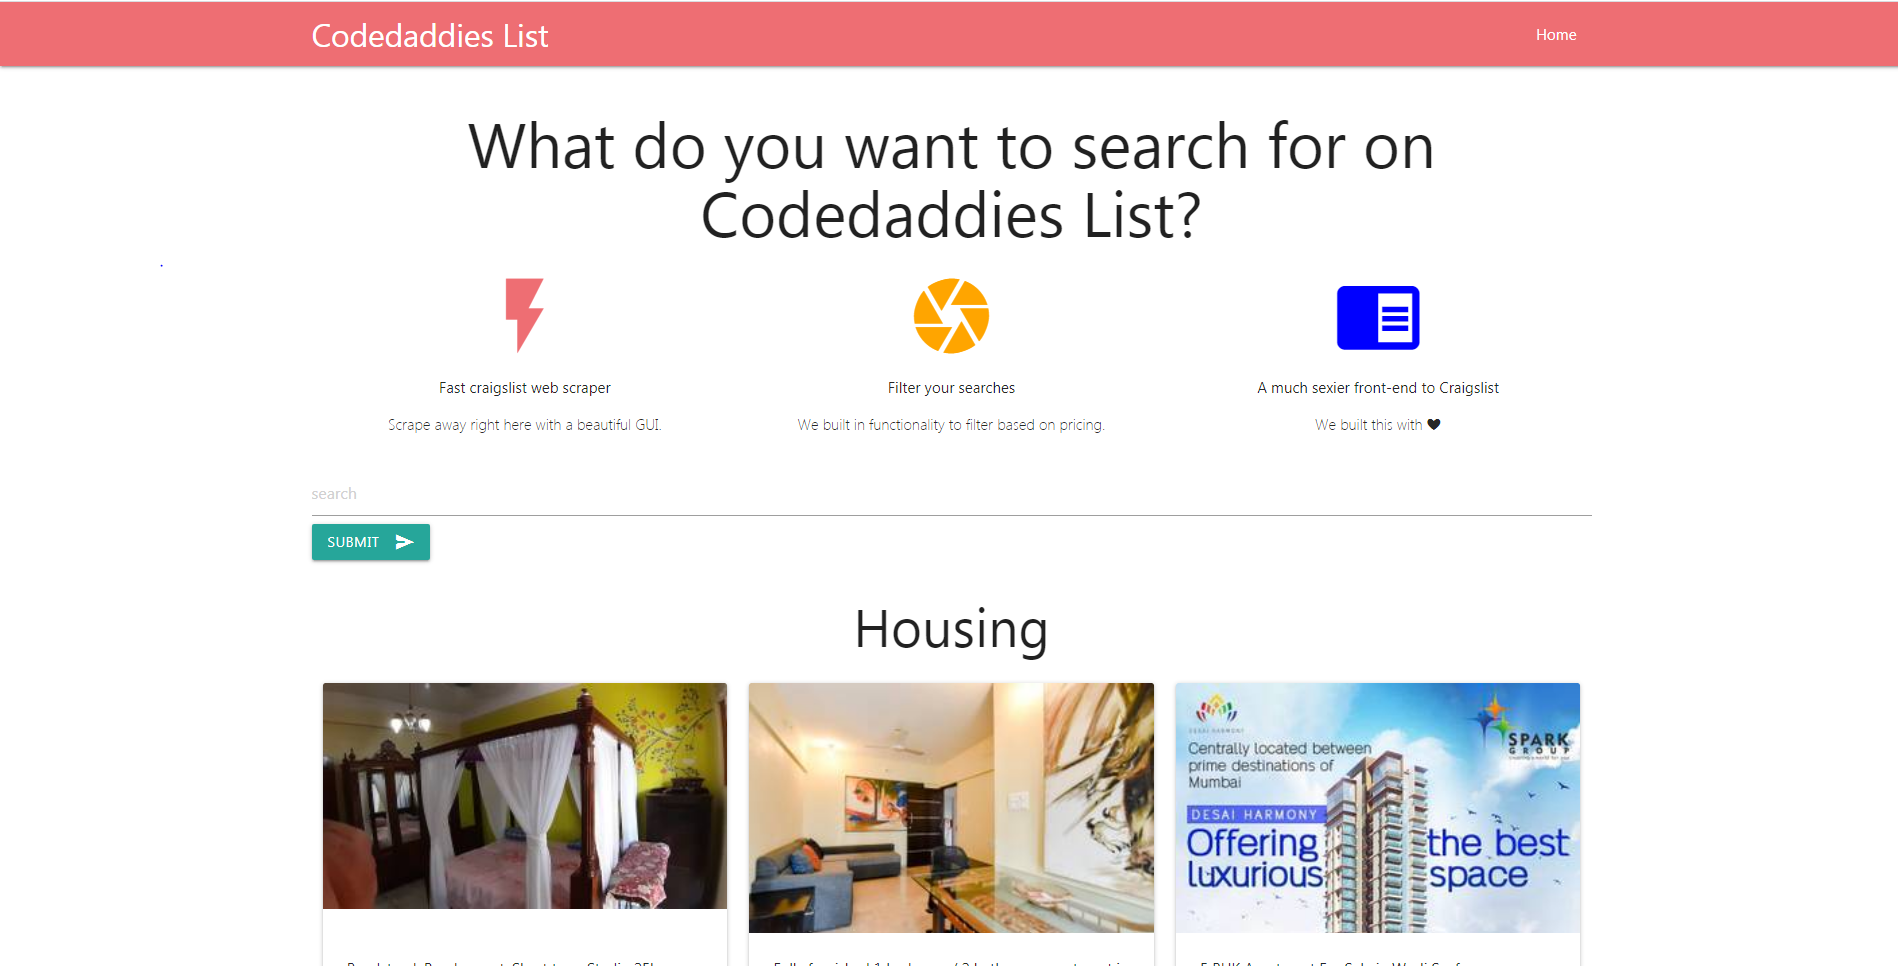 Codedaddies List
Home
What do you want to search for on
Codedaddies List?
Fast craigslist web scraper
Scrape away right here with a beautiful GUI.
Filter your searches
We built in functionality to filter based on pricing.
A much sexier front-end to Craigslist
We built this with 🖤
search
SUBMIT
Housing
DESAI HARMONY
SPARK
GROUP
Centrally located between
prime destinations of
Mumbai
DESAI HARMONY
Offering the best
luxurious space